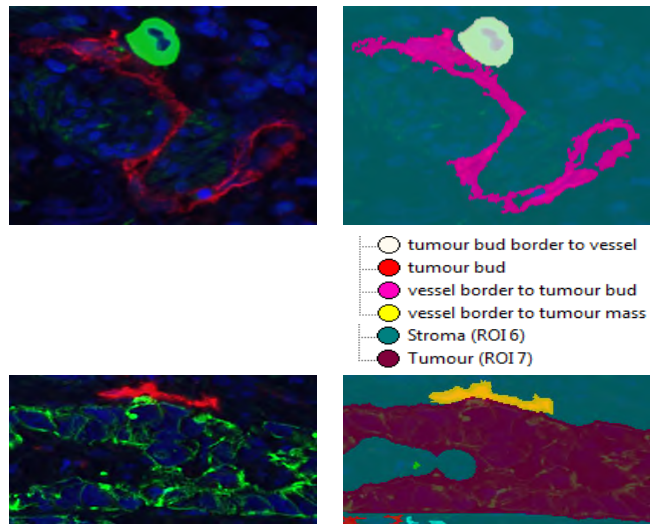 tumour bud border to vessel
tumour bud
vessel border to tumour bud
vessel border to tumour mass
Stroma (ROI 6)
Tumour (ROI 7)